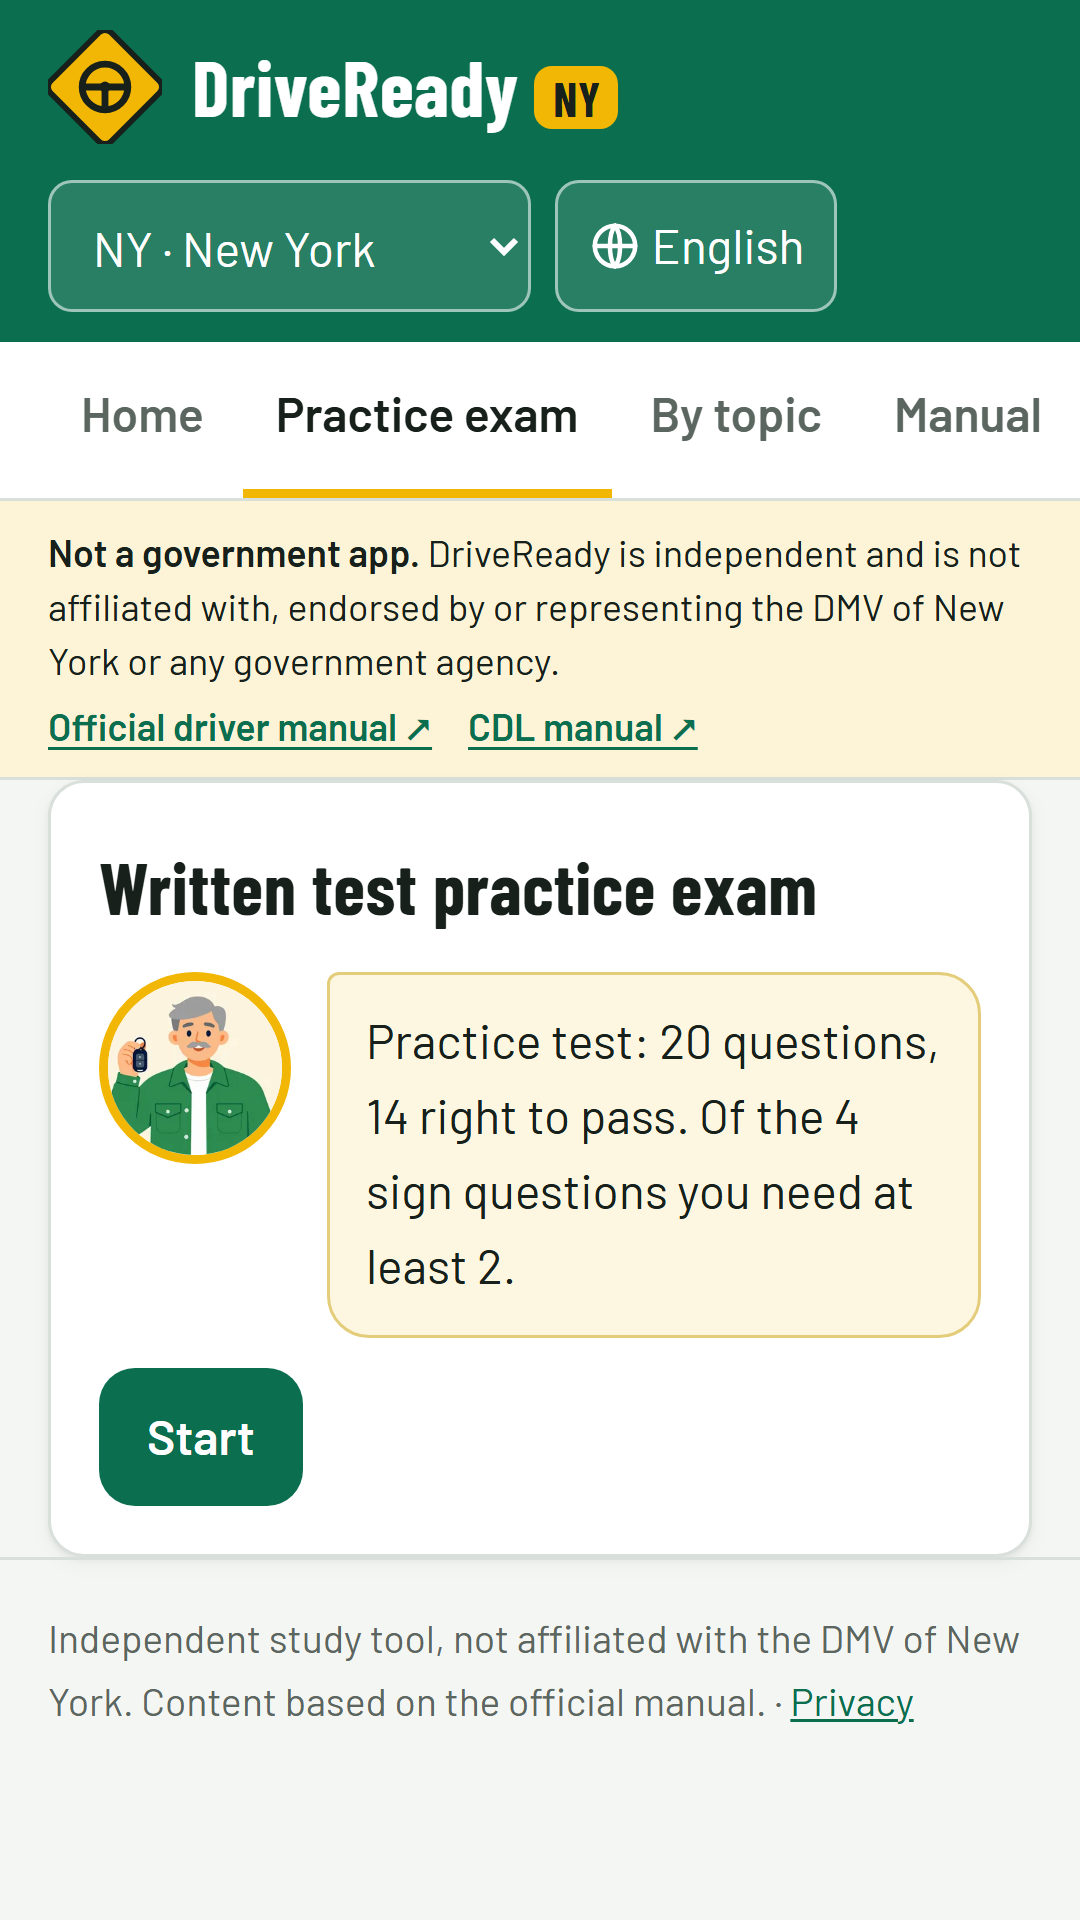 DriveReady NY
NY · New York
English
Home Practice exam By topic Manual
Not a government app. DriveReady is independent and is not
affiliated with, endorsed by or representing the DMV of New
York or any government agency.
Official driver manual ↗ CDL manual ↗
Written test practice exam
Practice test: 20 questions,
14 right to pass. Of the 4
sign questions you need at
least 2.
Start
Independent study tool, not affiliated with the DMV of New
York. Content based on the official manual. · Privacy